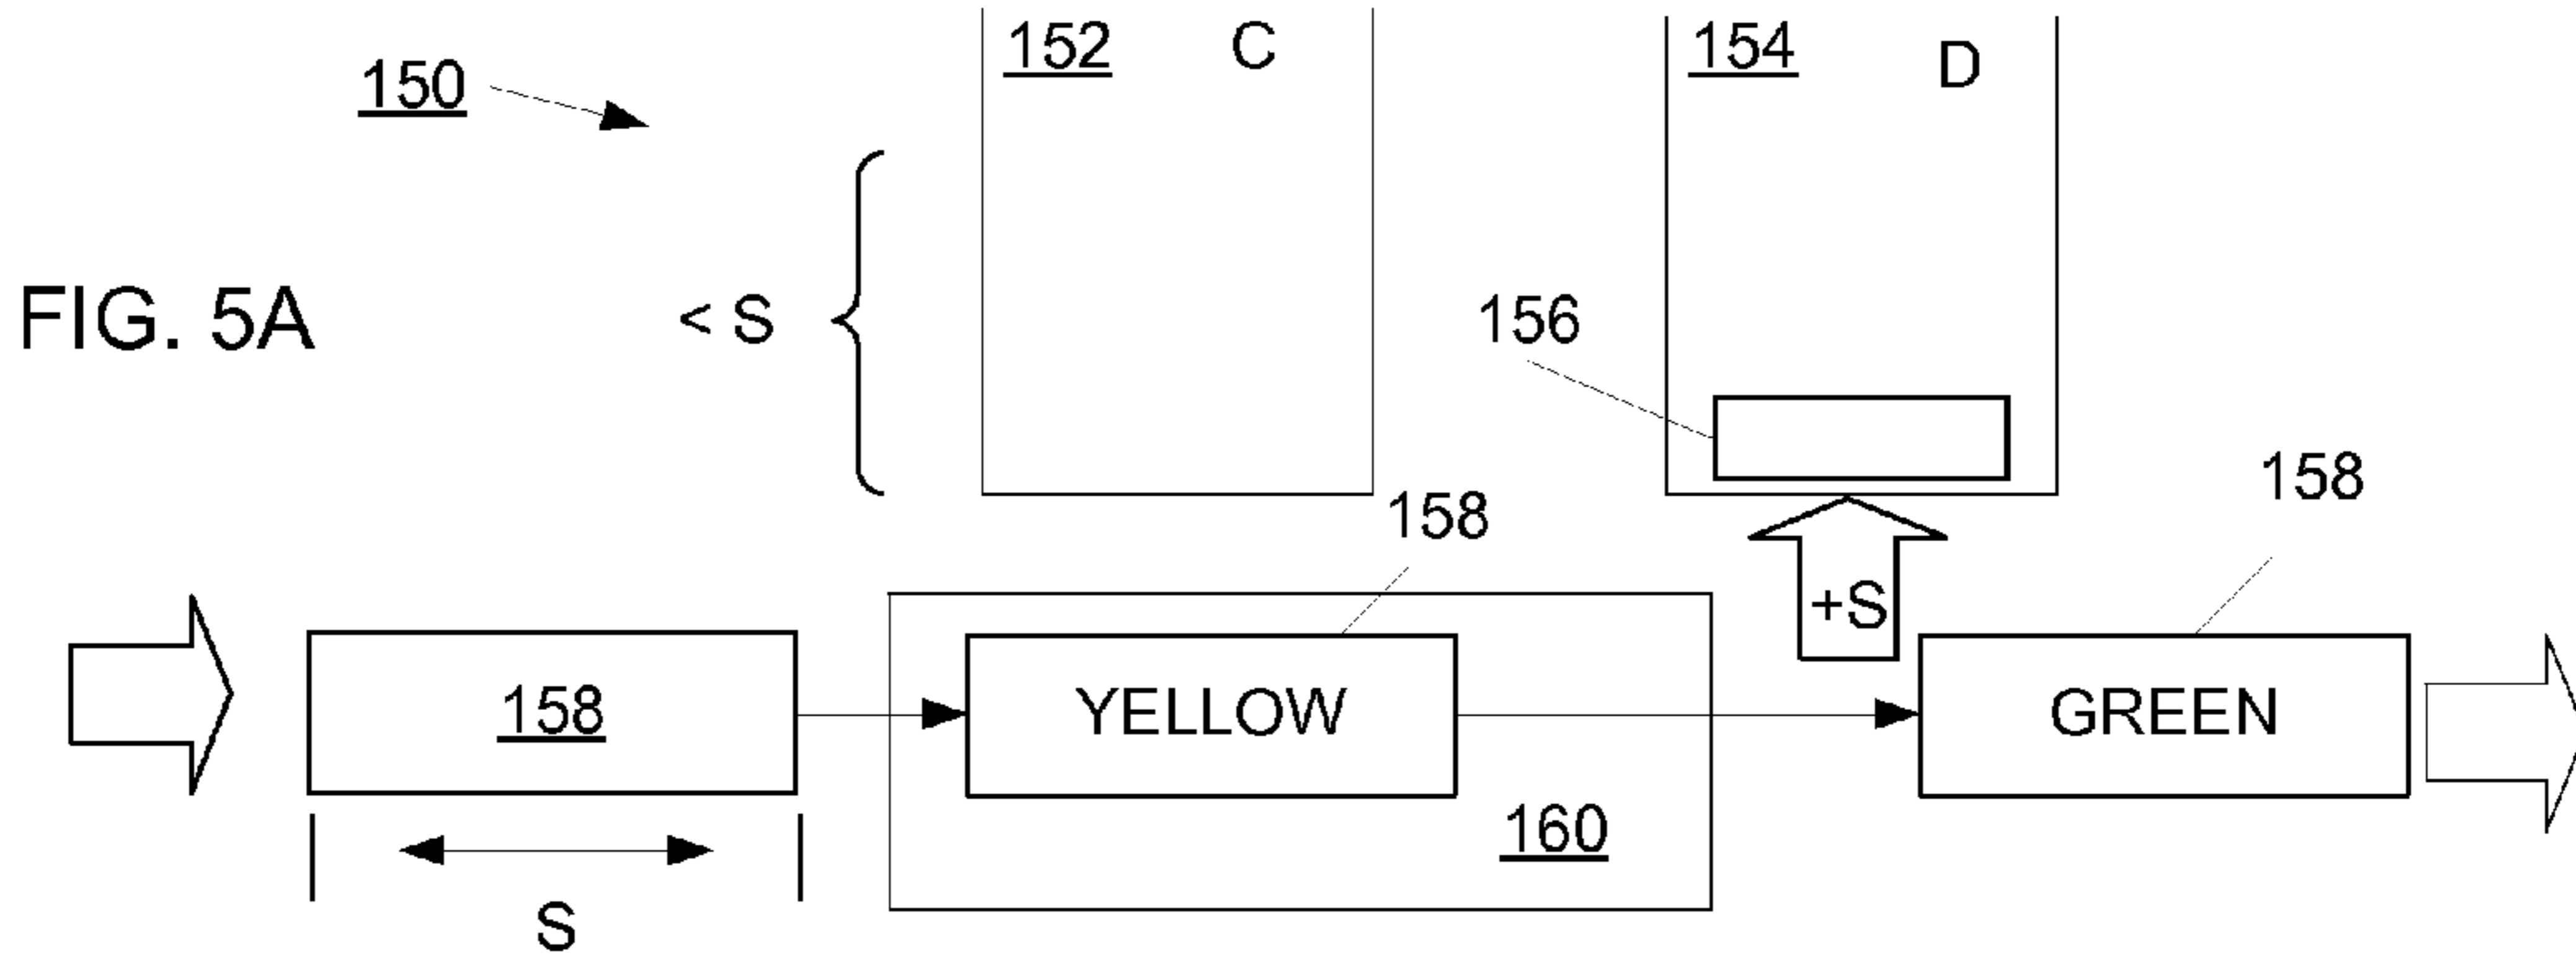 152 C
154 D
150
FIG. 5A
< S
156
158
158
+S
158
YELLOW
GREEN
160
S